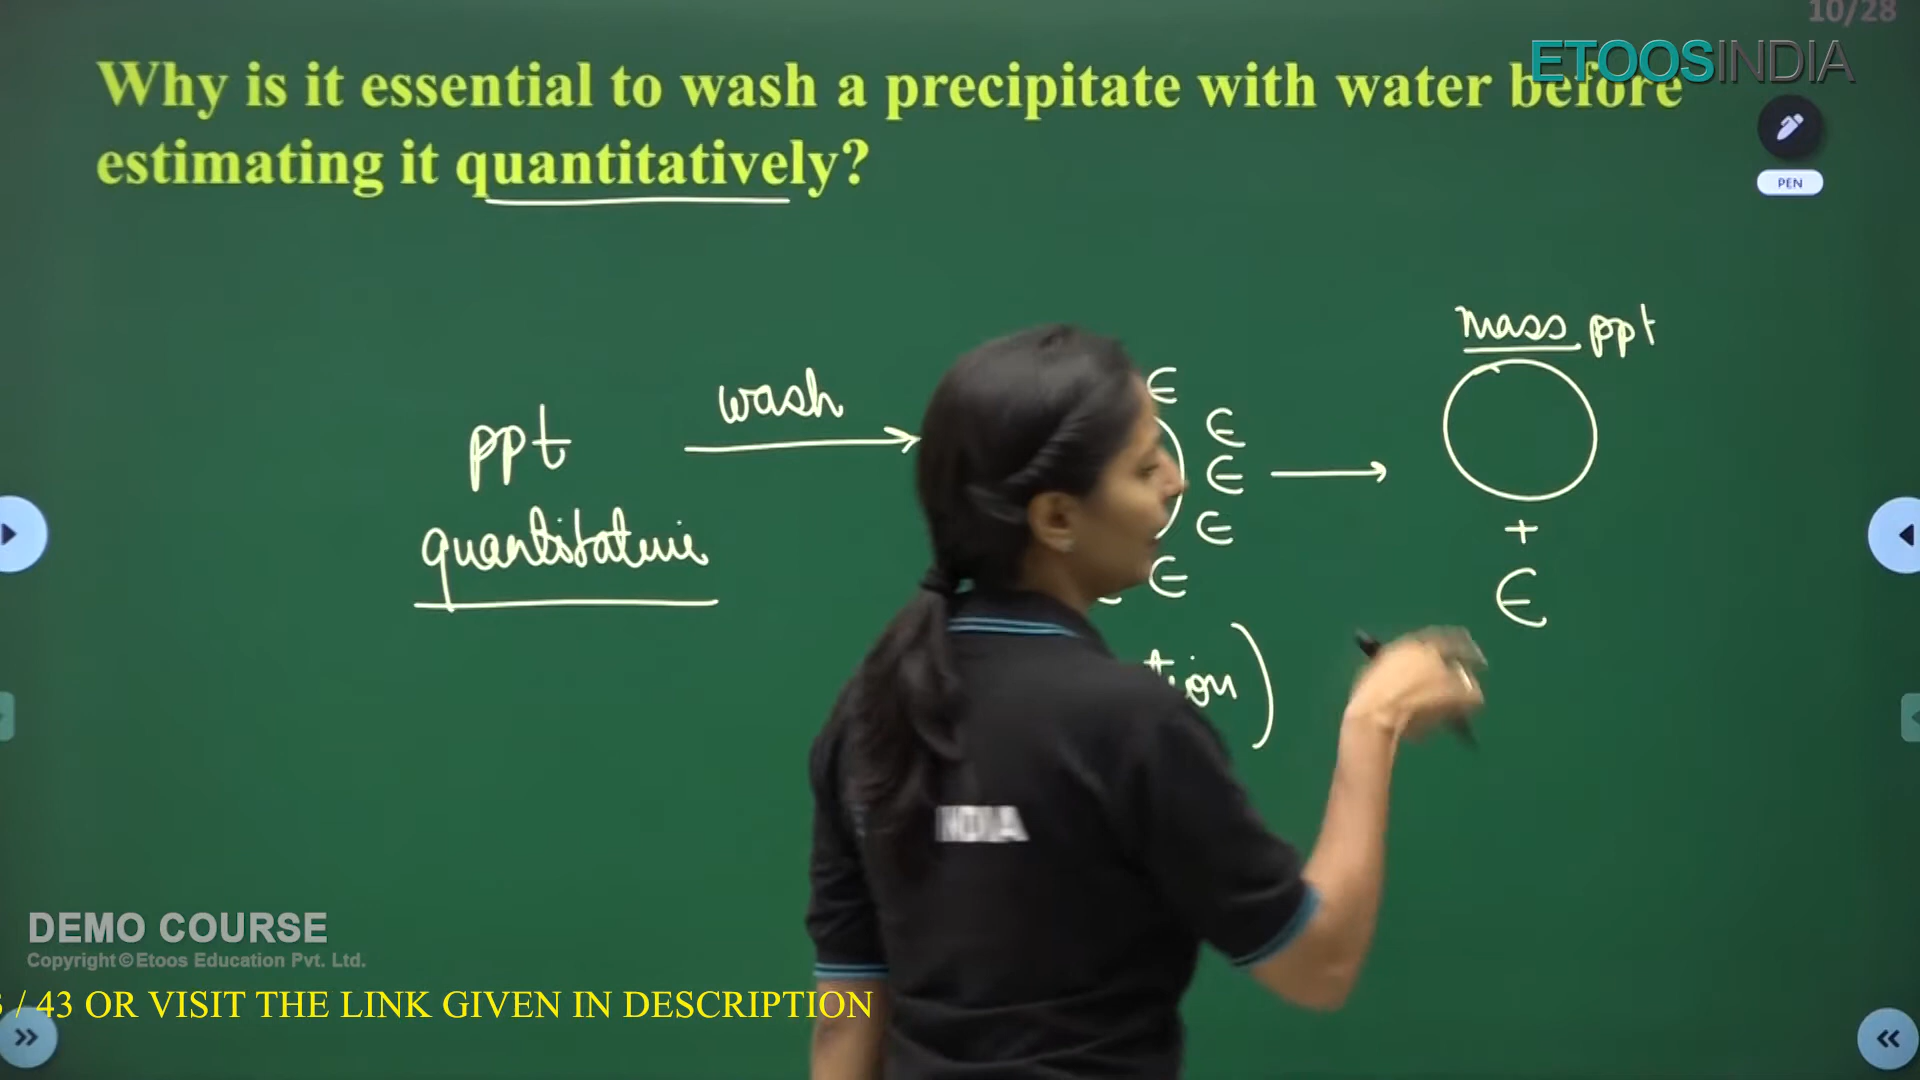 10/28
ETOOSINDIA
Why is it essential to wash a precipitate with water before
estimating it quantitatively?
PEN
mass ppt
wash
ppt
quantitative
∈
∈
∈
∈
∈
+
∈
tion)
INDIA
DEMO COURSE
Copyright © Etoos Education Pvt. Ltd.
/ 43 OR VISIT THE LINK GIVEN IN DESCRIPTION